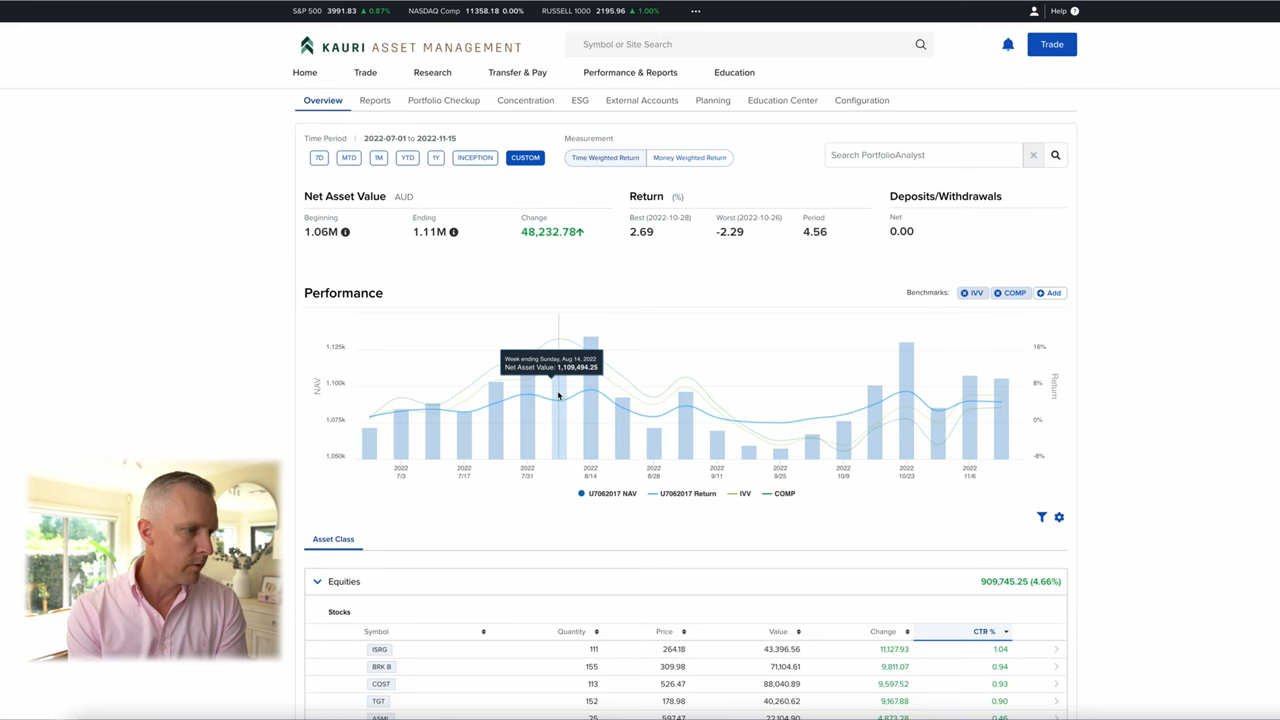 S&P 500 3991.83 ▲ 0.87% NASDAQ Comp 11358.18 0.00% RUSSELL 1000 2195.96 ▲ 1.00% ••• Help ?
KAURI ASSET MANAGEMENT Symbol or Site Search Trade
Home Trade Research Transfer & Pay Performance & Reports Education
Overview Reports Portfolio Checkup Concentration ESG External Accounts Planning Education Center Configuration
Time Period | 2022-07-01 to 2022-11-15 Measurement
7D MTD 1M YTD 1Y INCEPTION CUSTOM Time Weighted Return Money Weighted Return Search PortfolioAnalyst
Net Asset Value AUD Return (%) Deposits/Withdrawals
Beginning Ending Change Best (2022-10-28) Worst (2022-10-26) Period Net
1.06M 1.11M 48,232.78↑ 2.69 -2.29 4.56 0.00
Performance Benchmarks: IVV COMP Add
1,125k 16%
Week ending Sunday, Aug 14, 2022
Net Asset Value: 1,109,494.25
NAV 1,100k 8% Return
1,075k 0%
1,050k -8%
2022 2022 2022 2022 2022 2022 2022 2022 2022 2022
7/3 7/17 7/31 8/14 8/28 9/11 9/25 10/9 10/23 11/6
U7062017 NAV U7062017 Return IVV COMP
Asset Class
Equities 909,745.25 (4.66%)
Stocks
Symbol Quantity Price Value Change CTR %
ISRG 111 264.18 43,396.56 11,127.93 1.04
BRK B 155 309.98 71,104.61 9,811.07 0.94
COST 113 526.47 88,040.89 9,597.52 0.93
TGT 152 178.98 40,260.62 9,167.88 0.90
ASML 25 597.47 22,104.90 4,873.28 0.46